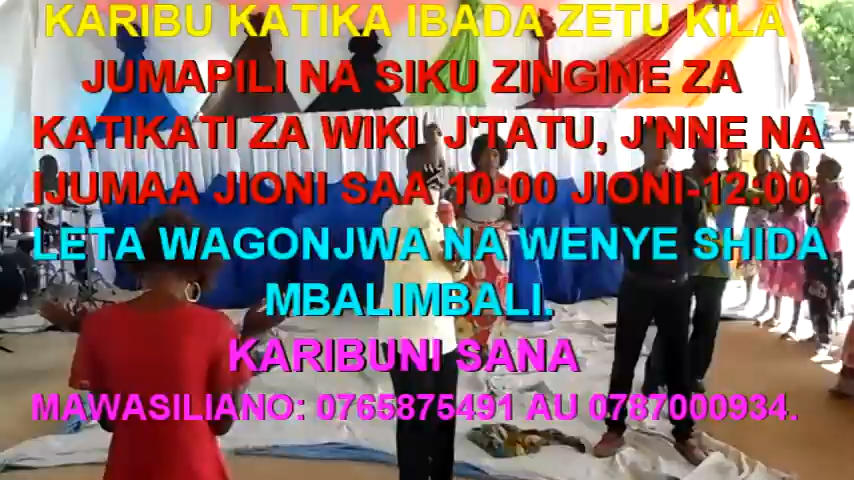 KARIBU KATIKA IBADA ZETU KILA
JUMAPILI NA SIKU ZINGINE ZA
KATIKATI ZA WIKI, J'TATU, J'NNE NA
IJUMAA JIONI SAA 10:00 JIONI-12:00.
LETA WAGONJWA NA WENYE SHIDA
MBALIMBALI.
KARIBUNI SANA
MAWASILIANO: 0765875491 AU 0787000934.